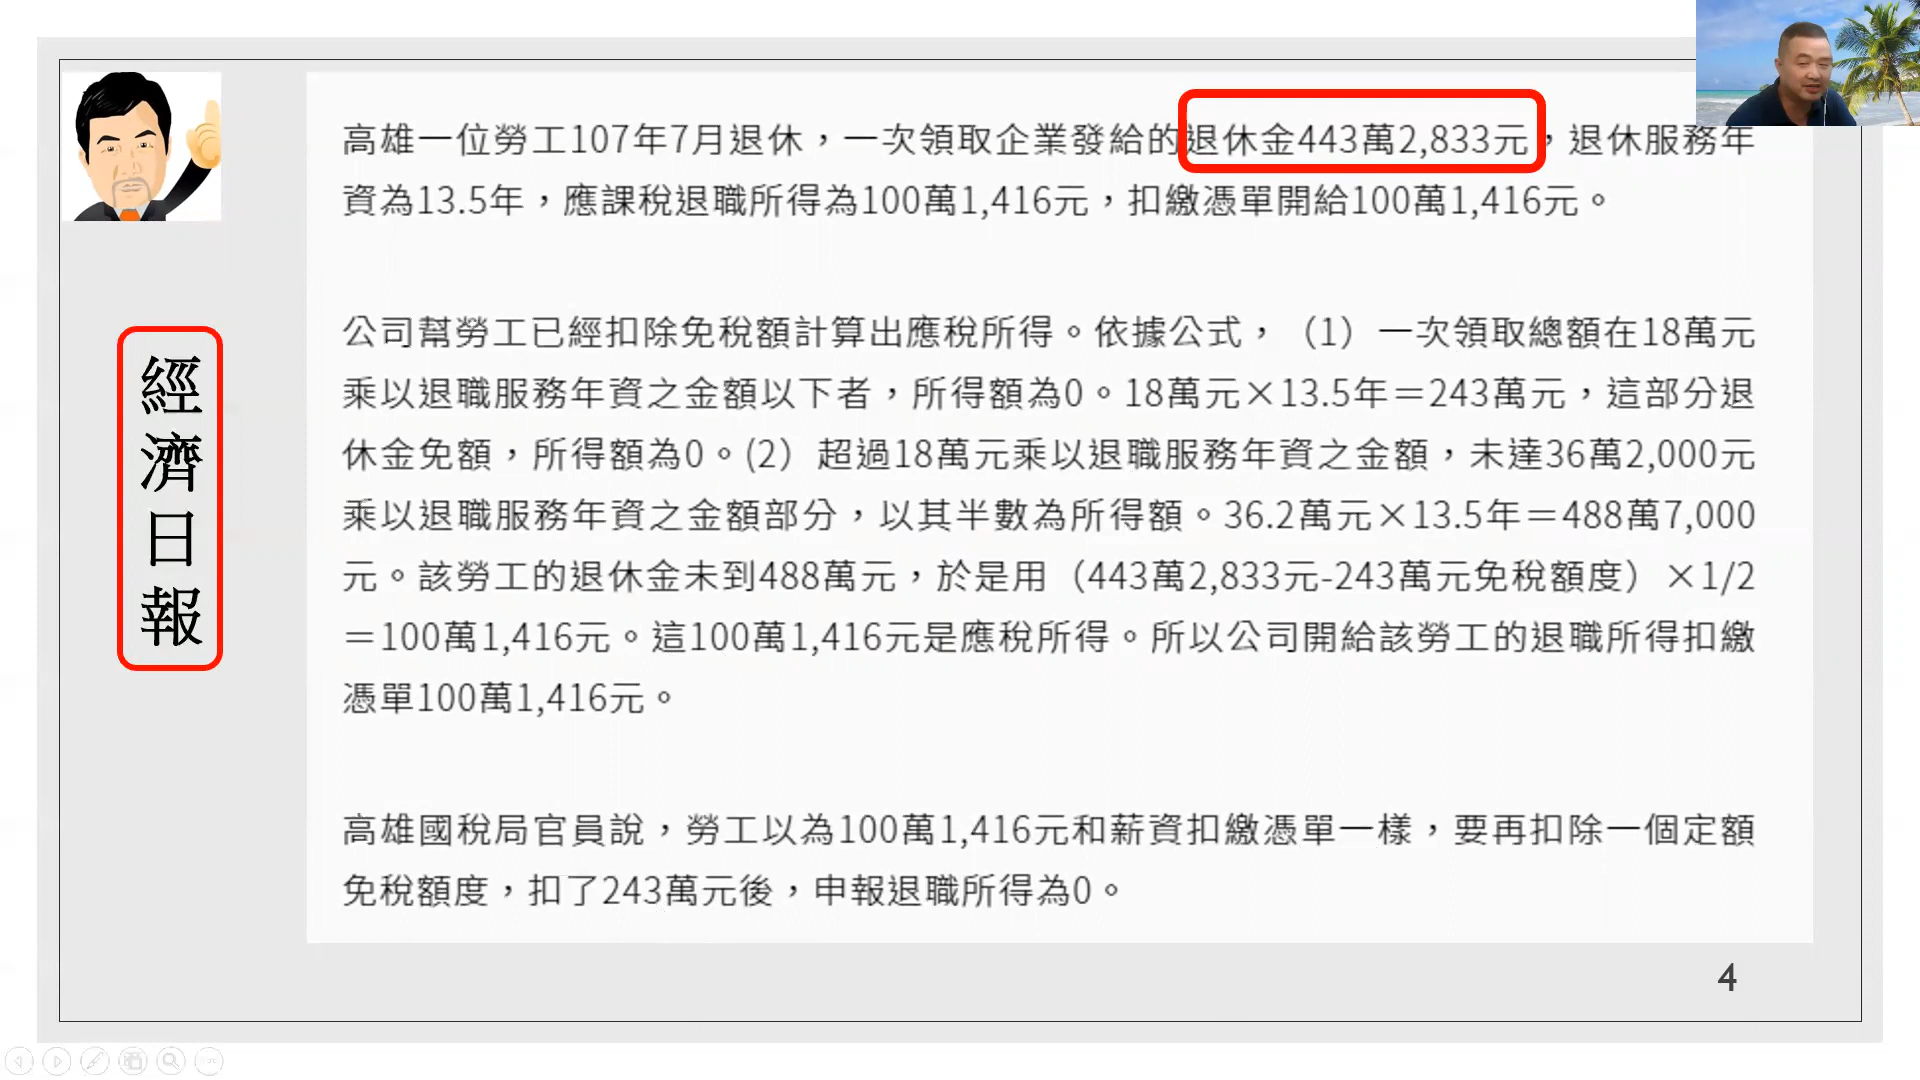 高雄一位勞工107年7月退休，一次領取企業發給的退休金443萬2,833元，退休服務年
資為13.5年，應課稅退職所得為100萬1,416元，扣繳憑單開給100萬1,416元。
公司幫勞工已經扣除免稅額計算出應稅所得。依據公式，（1）一次領取總額在18萬元
乘以退職服務年資之金額以下者，所得額為0。18萬元×13.5年＝243萬元，這部分退
休金免額，所得額為0。(2）超過18萬元乘以退職服務年資之金額，未達36萬2,000元
乘以退職服務年資之金額部分，以其半數為所得額。36.2萬元×13.5年＝488萬7,000
元。該勞工的退休金未到488萬元，於是用（443萬2,833元-243萬元免稅額度）×1/2
＝100萬1,416元。這100萬1,416元是應稅所得。所以公司開給該勞工的退職所得扣繳
憑單100萬1,416元。
高雄國稅局官員說，勞工以為100萬1,416元和薪資扣繳憑單一樣，要再扣除一個定額
免稅額度，扣了243萬元後，申報退職所得為0。
經濟日報
4